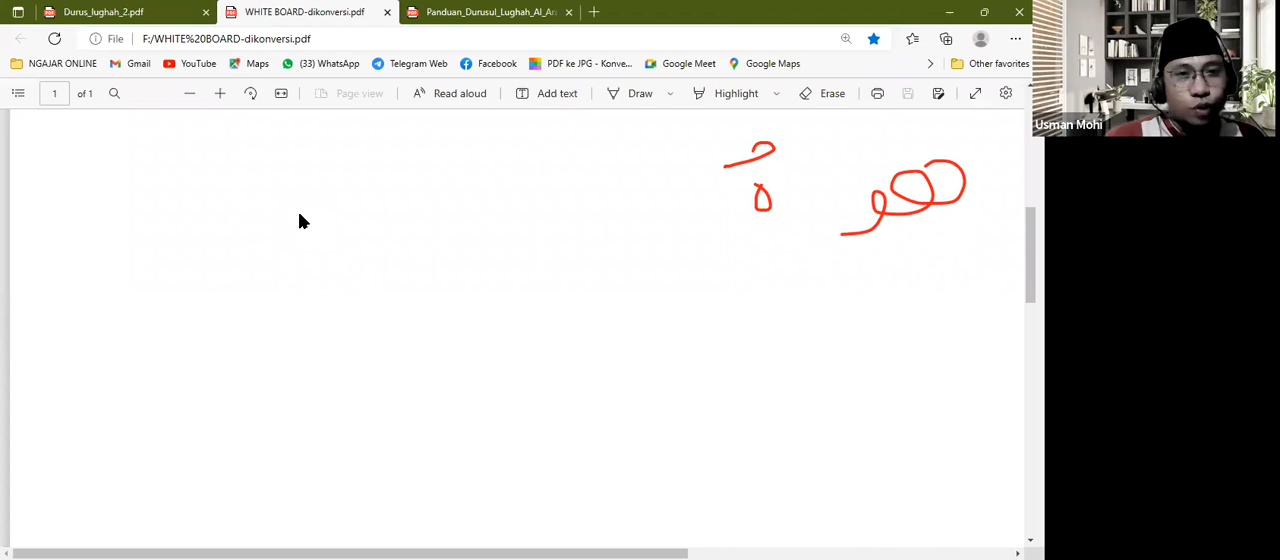 Durus_lughah_2.pdf
WHITE BOARD-dikonversi.pdf
Panduan_Durusul_Lughah_Al_Ar
File
F:/WHITE%20BOARD-dikonversi.pdf
NGAJAR ONLINE
Gmail
YouTube
Maps
(33) WhatsApp
Telegram Web
Facebook
PDF ke JPG - Konve...
Google Meet
Google Maps
Other favorites
1 of 1
Page view
Read aloud
Add text
Draw
Highlight
Erase
Usman Mohi